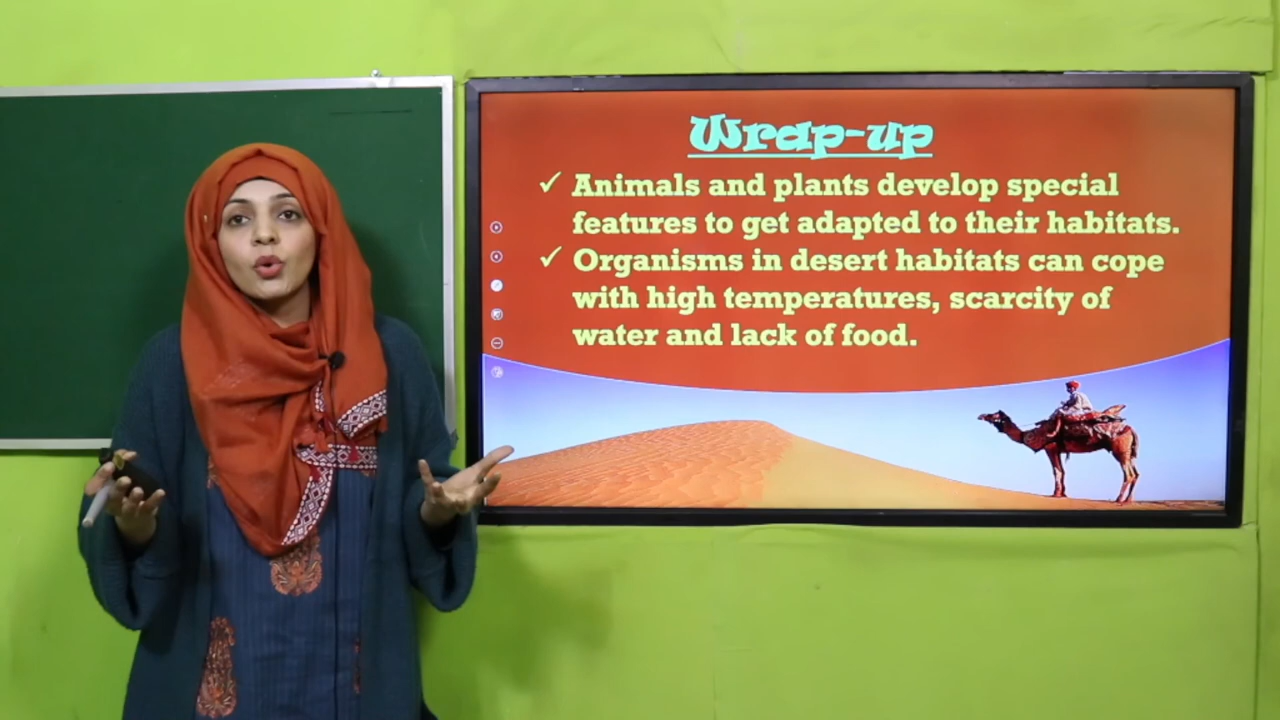 Wrap-up
✓ Animals and plants develop special
features to get adapted to their habitats.
✓ Organisms in desert habitats can cope
with high temperatures, scarcity of
water and lack of food.